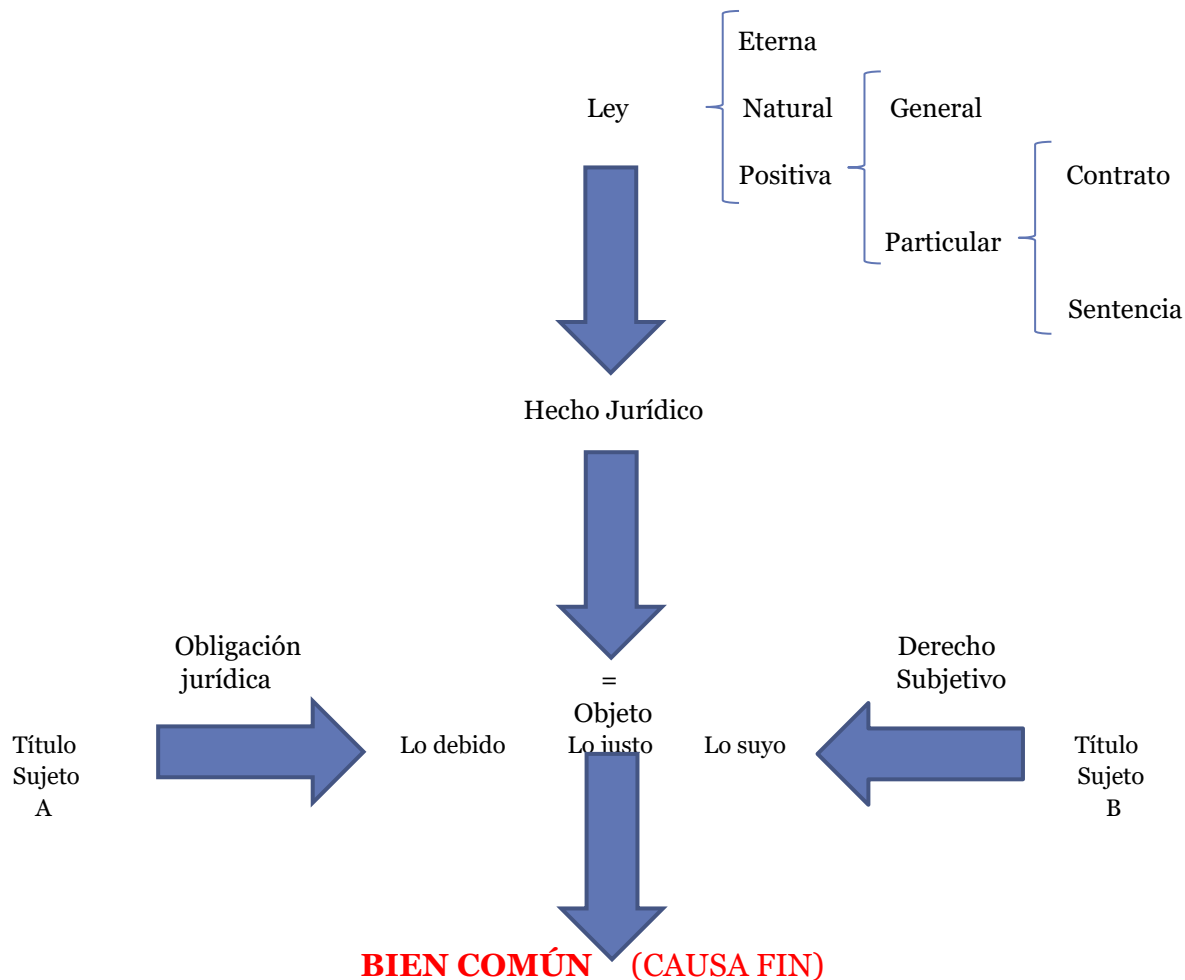 Eterna
Ley Natural General
Positiva Contrato
Particular
Sentencia
Hecho Jurídico
Obligación
jurídica
Derecho
Subjetivo
=
Objeto
Título
Sujeto
A
Lo debido Lo justo Lo suyo
Título
Sujeto
B
BIEN COMÚN (CAUSA FIN)